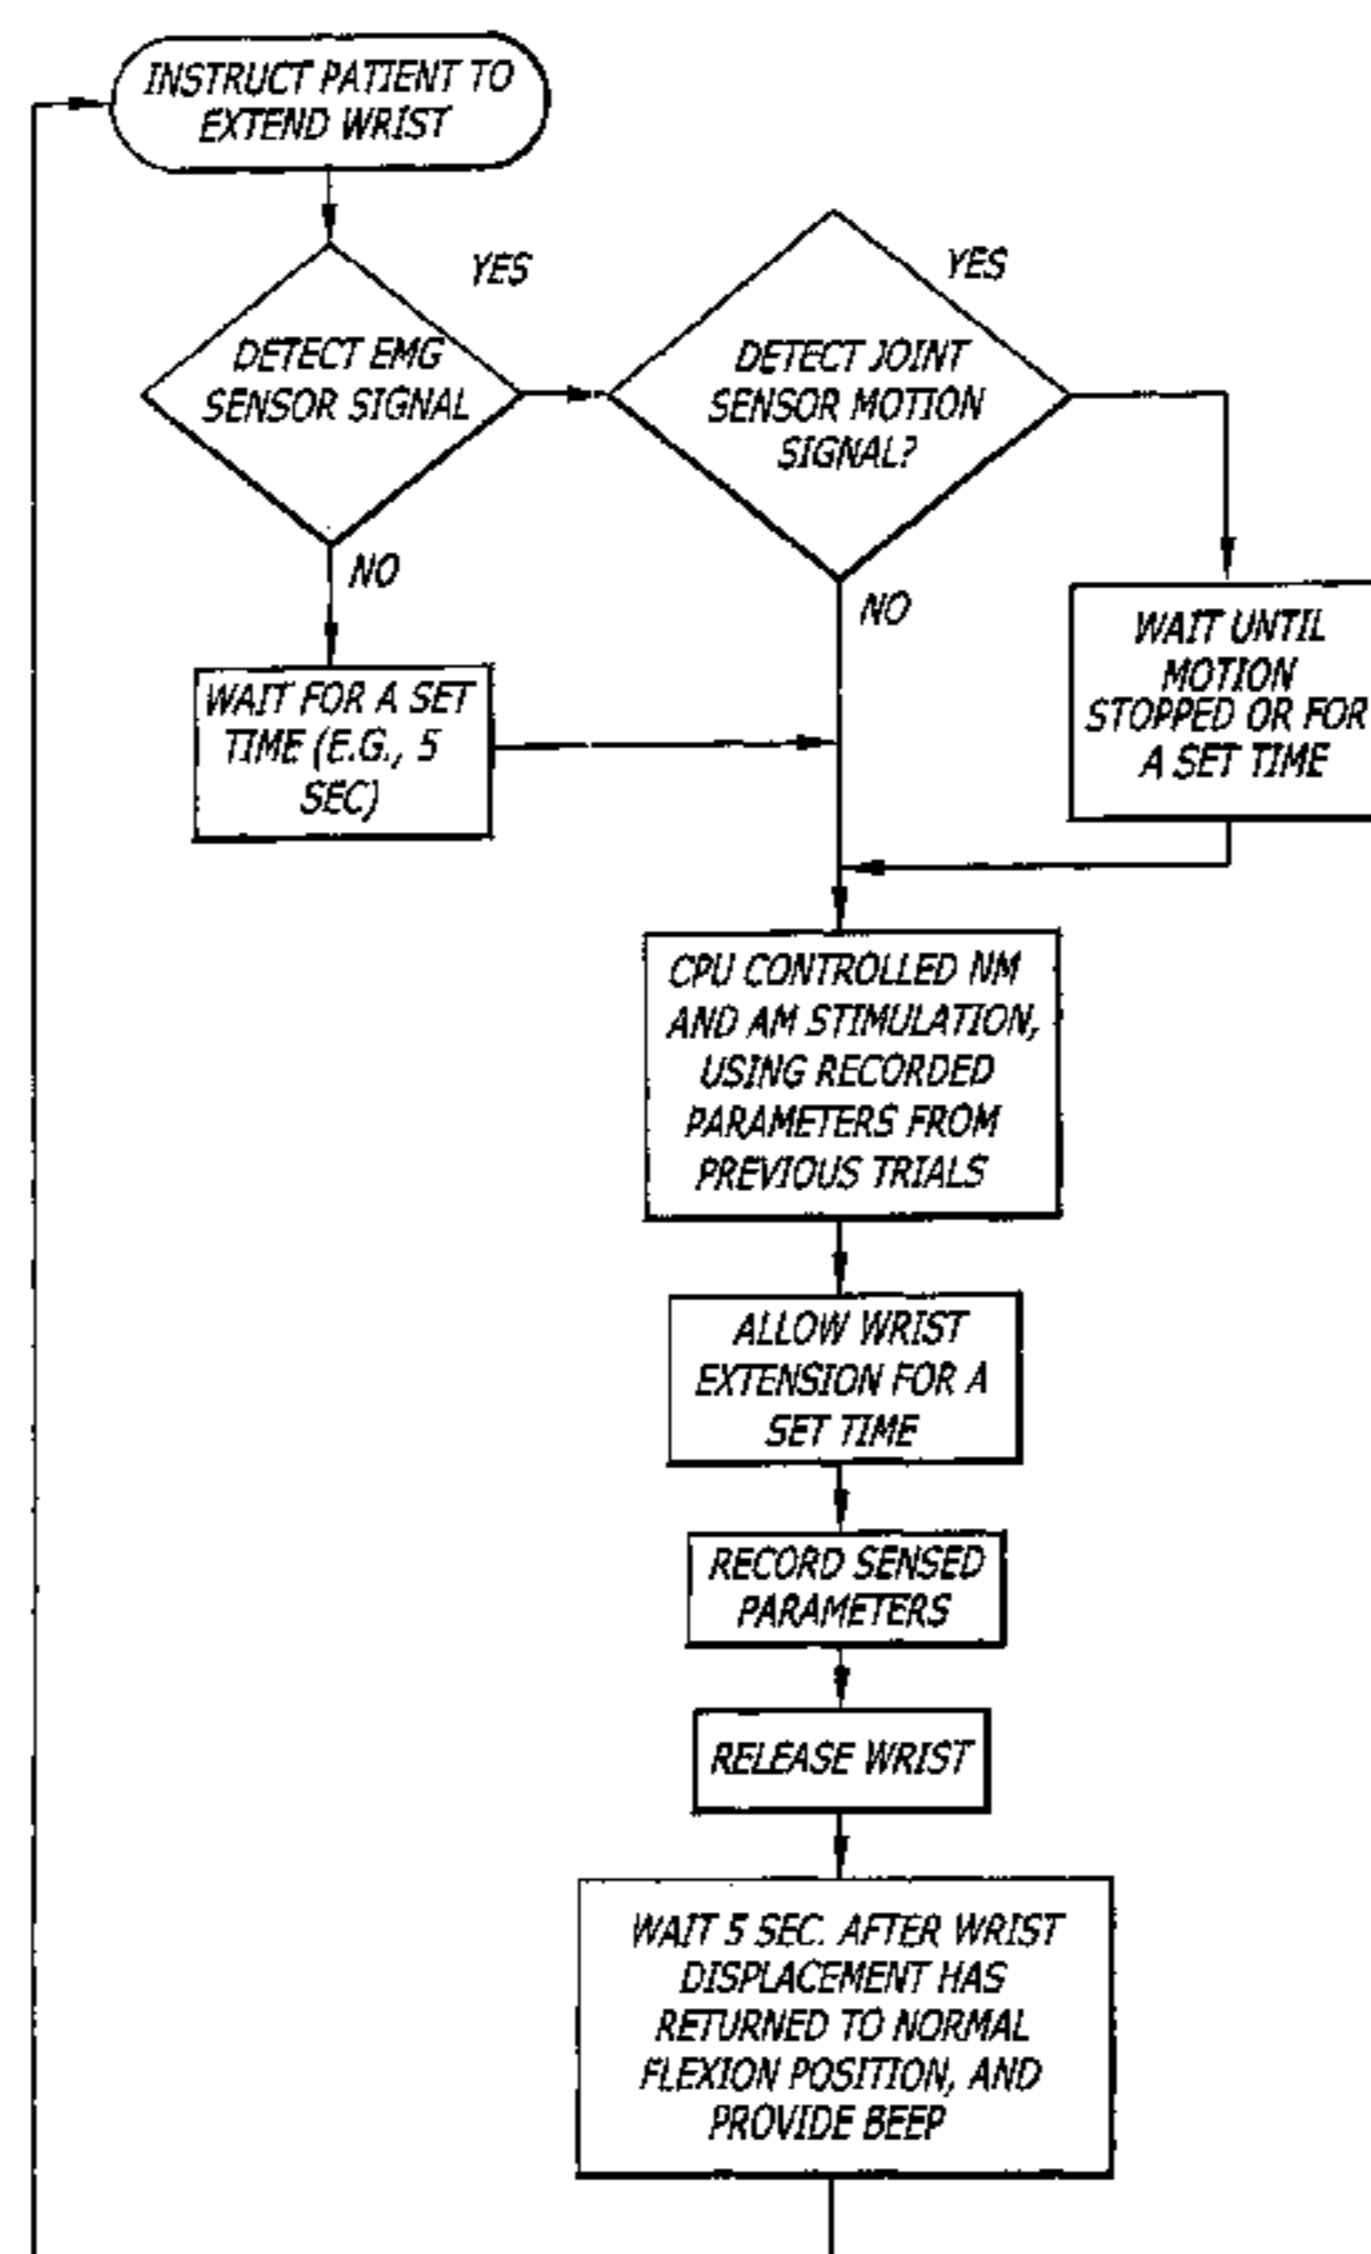 INSTRUCT PATIENT TO
EXTEND WRIST
YES
DETECT EMG
SENSOR SIGNAL
NO
YES
DETECT JOINT
SENSOR MOTION
SIGNAL?
NO
WAIT FOR A SET
TIME (E.G., 5
SEC)
WAIT UNTIL
MOTION
STOPPED OR FOR
A SET TIME
CPU CONTROLLED NM
AND AM STIMULATION,
USING RECORDED
PARAMETERS FROM
PREVIOUS TRIALS
ALLOW WRIST
EXTENSION FOR A
SET TIME
RECORD SENSED
PARAMETERS
RELEASE WRIST
WAIT 5 SEC. AFTER WRIST
DISPLACEMENT HAS
RETURNED TO NORMAL
FLEXION POSITION, AND
PROVIDE BEEP